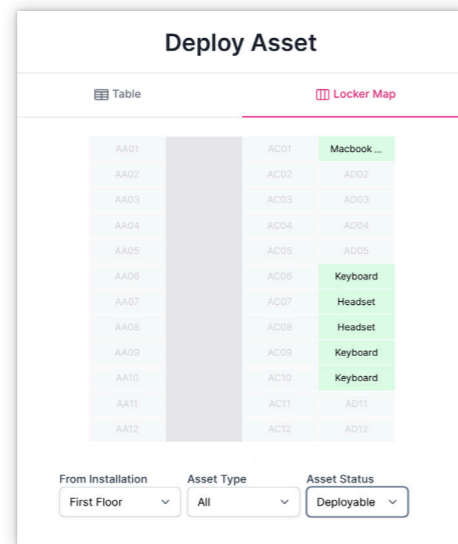 Deploy Asset
Table
Locker Map
AA01 AC01 Macbook ...
AA02 AC02 AD02
AA03 AC03 AD03
AA04 AC04 AD04
AA05 AC05 AD05
AA06 AC06 Keyboard
AA07 AC07 Headset
AA08 AC08 Headset
AA09 AC09 Keyboard
AA10 AC10 Keyboard
AA11 AC11 AD11
AA12 AC12 AD12
From Installation Asset Type Asset Status
First Floor All Deployable